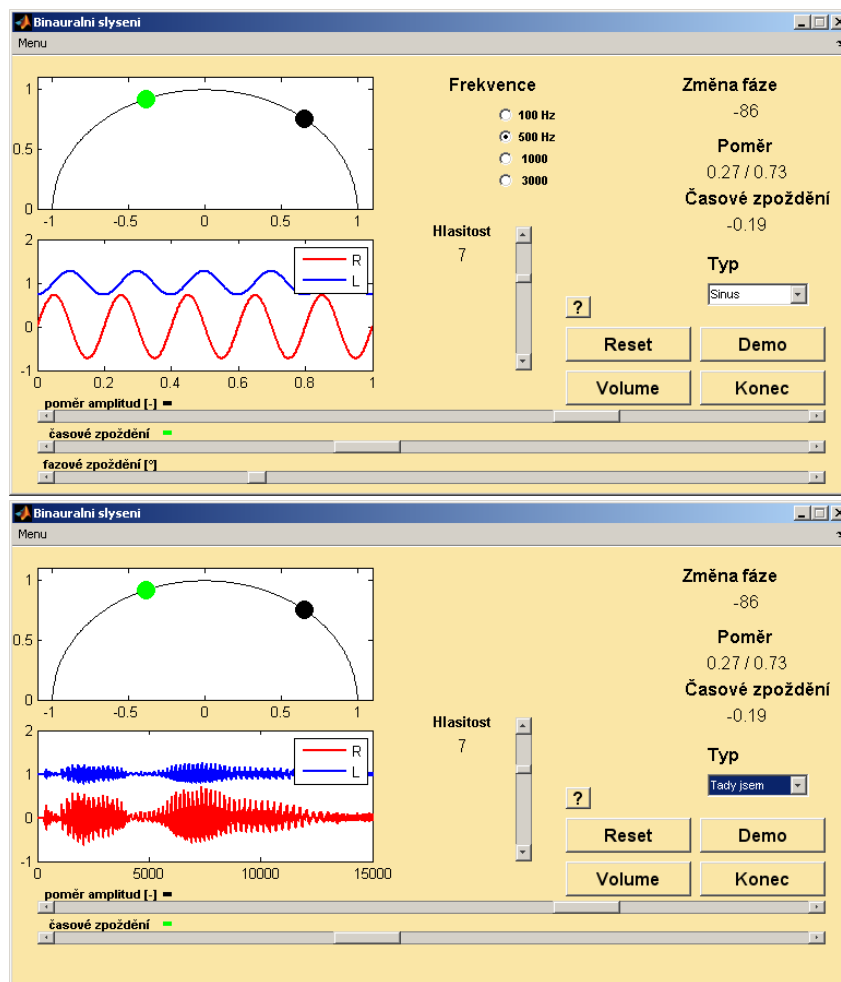 Binauralni slyseni
Menu
1
0.5
0
-1 -0.5 0 0.5 1
Frekvence
100 Hz
500 Hz
1000
3000
Změna fáze
-86
Poměr
0.27 / 0.73
Časové zpoždění
-0.19
2
1
0
-1
0 0.2 0.4 0.6 0.8 1
R
L
Hlasitost
7
Typ
Sinus
?
Reset Demo
Volume Konec
poměr amplitud [-]
časové zpoždění
fazové zpoždění [°]
Binauralni slyseni
Menu
1
0.5
0
-1 -0.5 0 0.5 1
Změna fáze
-86
Poměr
0.27 / 0.73
Časové zpoždění
-0.19
2
1
0
-1
0 5000 10000 15000
R
L
Hlasitost
7
Typ
Tady jsem
?
Reset Demo
Volume Konec
poměr amplitud [-]
časové zpoždění